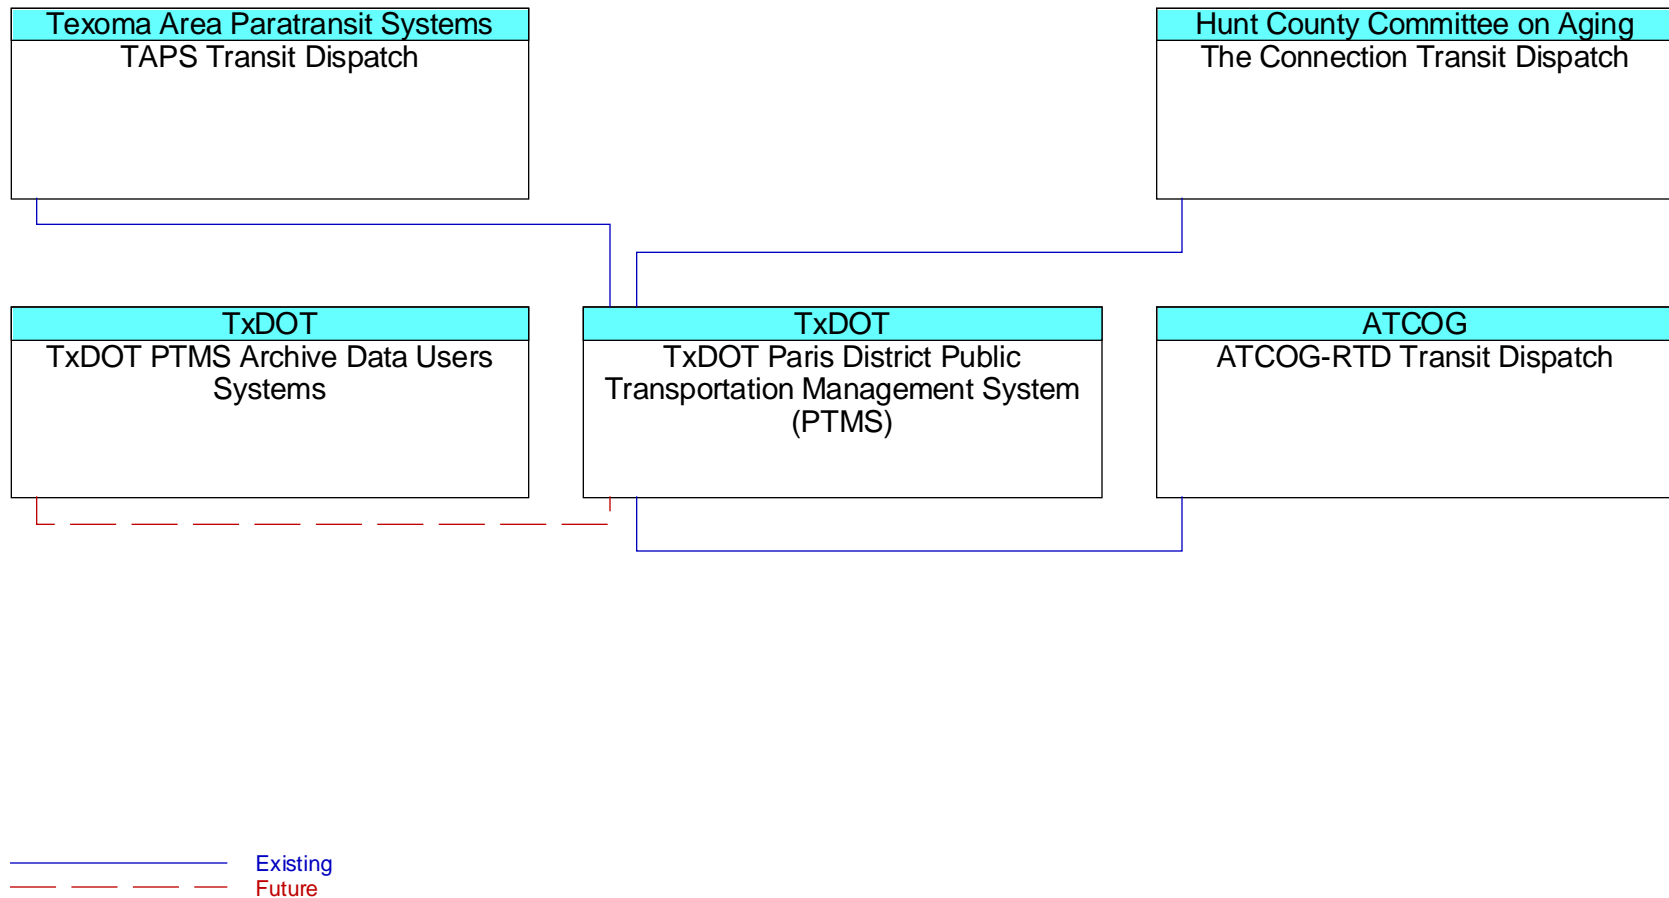 Texoma Area Paratransit Systems
TAPS Transit Dispatch
Hunt County Committee on Aging
The Connection Transit Dispatch
TxDOT
TxDOT PTMS Archive Data Users
Systems
TxDOT
TxDOT Paris District Public
Transportation Management System
(PTMS)
ATCOG
ATCOG-RTD Transit Dispatch
Existing
Future